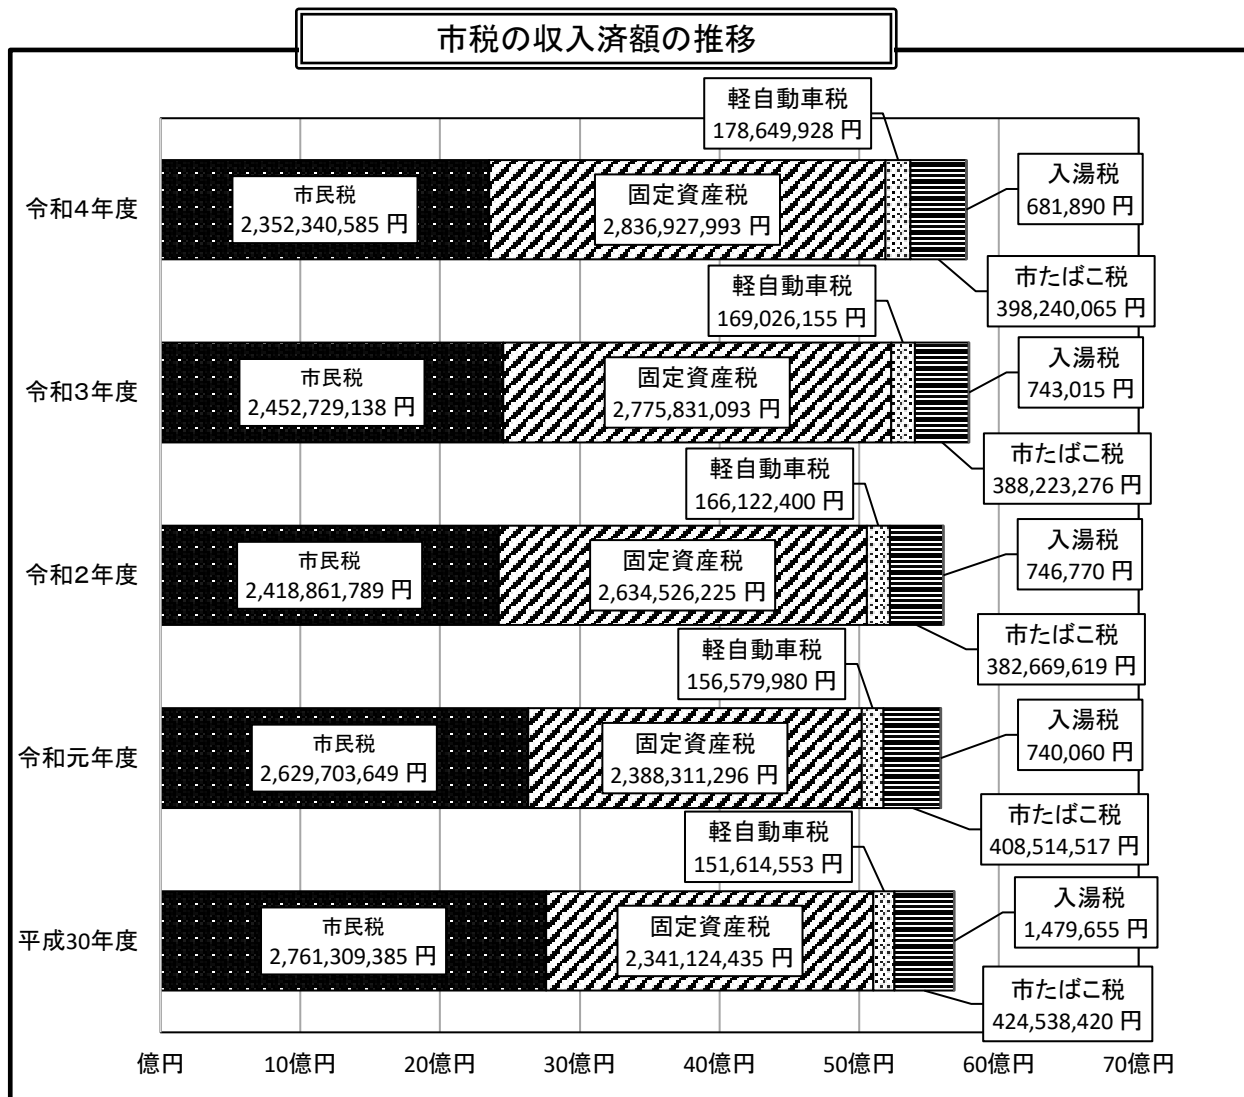 市税の収入済額の推移
軽自動車税
178,649,928 円
令和4年度
市民税
2,352,340,585 円
固定資産税
2,836,927,993 円
入湯税
681,890 円
市たばこ税
398,240,065 円
軽自動車税
169,026,155 円
令和3年度
市民税
2,452,729,138 円
固定資産税
2,775,831,093 円
入湯税
743,015 円
市たばこ税
388,223,276 円
軽自動車税
166,122,400 円
令和2年度
市民税
2,418,861,789 円
固定資産税
2,634,526,225 円
入湯税
746,770 円
市たばこ税
382,669,619 円
軽自動車税
156,579,980 円
令和元年度
市民税
2,629,703,649 円
固定資産税
2,388,311,296 円
入湯税
740,060 円
市たばこ税
408,514,517 円
軽自動車税
151,614,553 円
平成30年度
市民税
2,761,309,385 円
固定資産税
2,341,124,435 円
入湯税
1,479,655 円
市たばこ税
424,538,420 円
億円 10億円 20億円 30億円 40億円 50億円 60億円 70億円